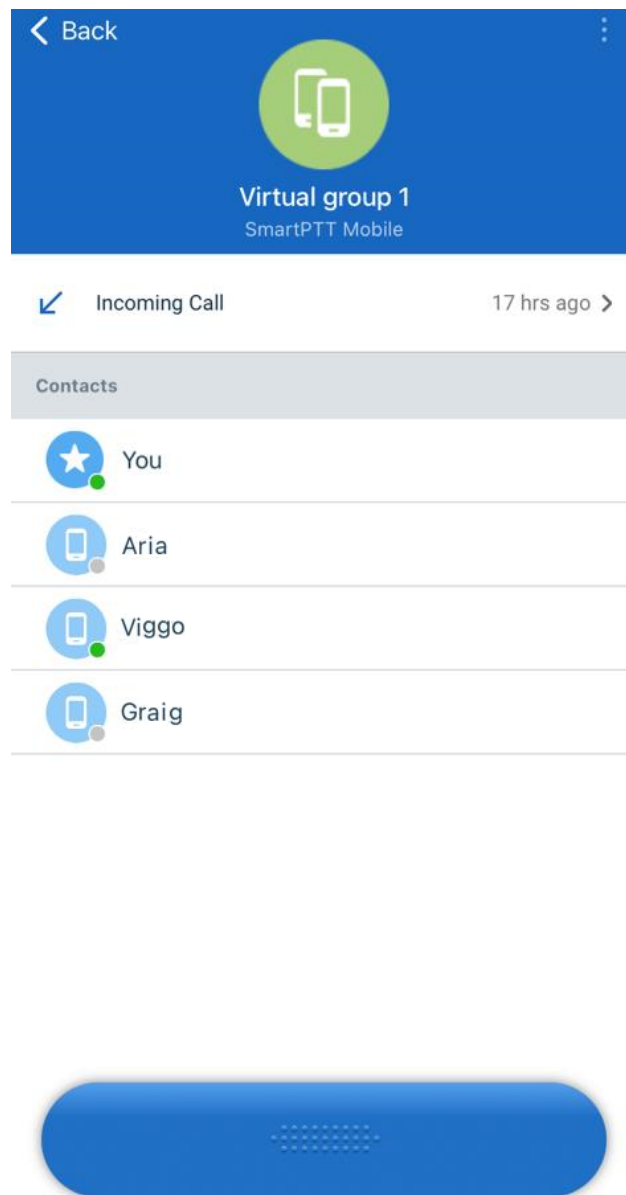 Back
Virtual group 1
SmartPTT Mobile
Incoming Call 17 hrs ago
Contacts
You
Aria
Viggo
Graig